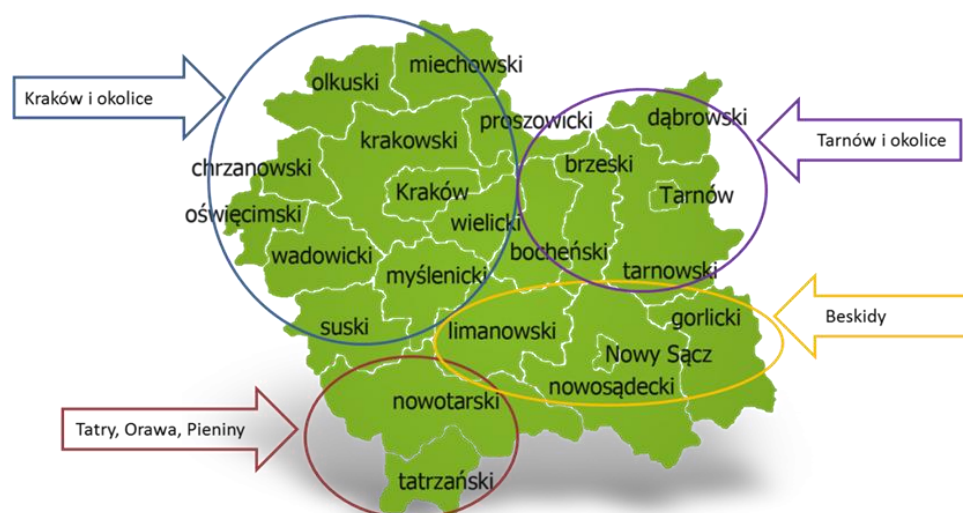 miechowski
olkuski
Kraków i okolice
proszowicki
dąbrowski
krakowski
Tarnów i okolice
brzeski
chrzanowski
Kraków
Tarnów
oświęcimski
wielicki
wadowicki
bocheński
myślenicki
tarnowski
suski
limanowski
gorlicki
Beskidy
Nowy Sącz
nowosądecki
nowotarski
Tatry, Orawa, Pieniny
tatrzański